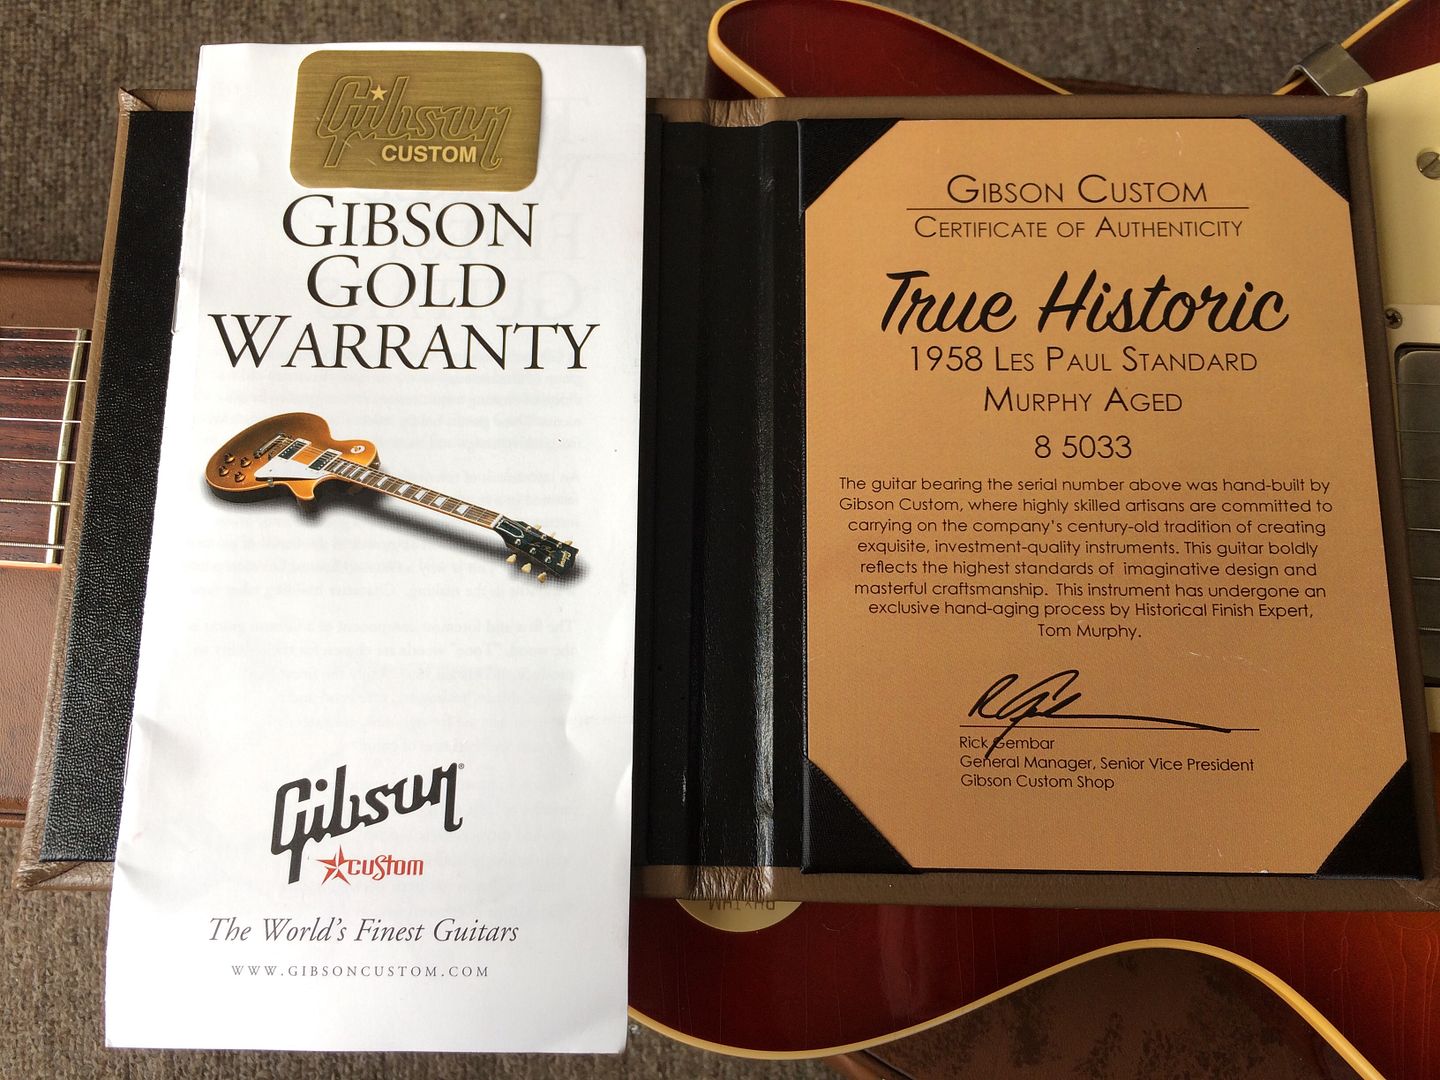 Gibson
CUSTOM
GIBSON
GOLD
WARRANTY
Gibson®
custom
The World's Finest Guitars
WWW.GIBSONCUSTOM.COM
GIBSON CUSTOM
CERTIFICATE OF AUTHENTICITY
True Historic
1958 LES PAUL STANDARD
MURPHY AGED
8 5033
The guitar bearing the serial number above was hand-built by
Gibson Custom, where highly skilled artisans are committed to
carrying on the company's century-old tradition of creating
exquisite, investment-quality instruments. This guitar boldly
reflects the highest standards of imaginative design and
masterful craftsmanship. This instrument has undergone an
exclusive hand-aging process by Historical Finish Expert,
Tom Murphy.
Rick Gembar
General Manager, Senior Vice President
Gibson Custom Shop
RHYTHM